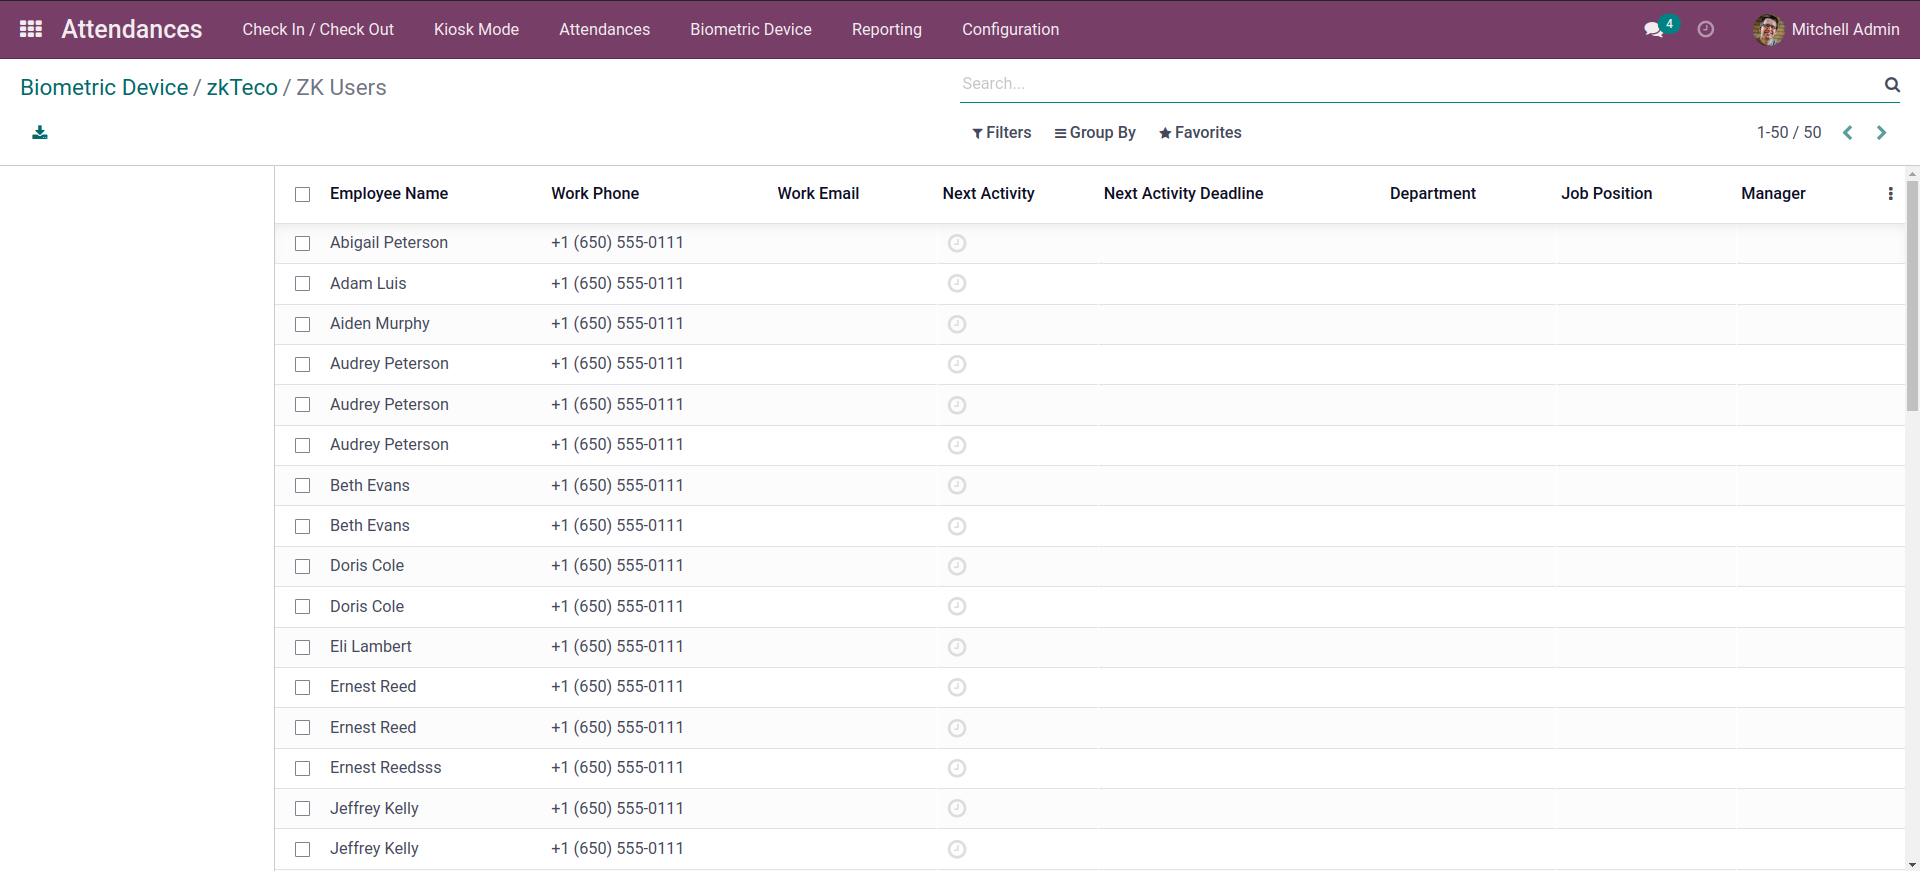 Attendances Check In / Check Out Kiosk Mode Attendances Biometric Device Reporting Configuration 4 Mitchell Admin
Biometric Device / zkTeco / ZK Users Search...
Filters Group By Favorites 1-50 / 50
Employee Name Work Phone Work Email Next Activity Next Activity Deadline Department Job Position Manager
Abigail Peterson +1 (650) 555-0111
Adam Luis +1 (650) 555-0111
Aiden Murphy +1 (650) 555-0111
Audrey Peterson +1 (650) 555-0111
Audrey Peterson +1 (650) 555-0111
Audrey Peterson +1 (650) 555-0111
Beth Evans +1 (650) 555-0111
Beth Evans +1 (650) 555-0111
Doris Cole +1 (650) 555-0111
Doris Cole +1 (650) 555-0111
Eli Lambert +1 (650) 555-0111
Ernest Reed +1 (650) 555-0111
Ernest Reed +1 (650) 555-0111
Ernest Reedsss +1 (650) 555-0111
Jeffrey Kelly +1 (650) 555-0111
Jeffrey Kelly +1 (650) 555-0111